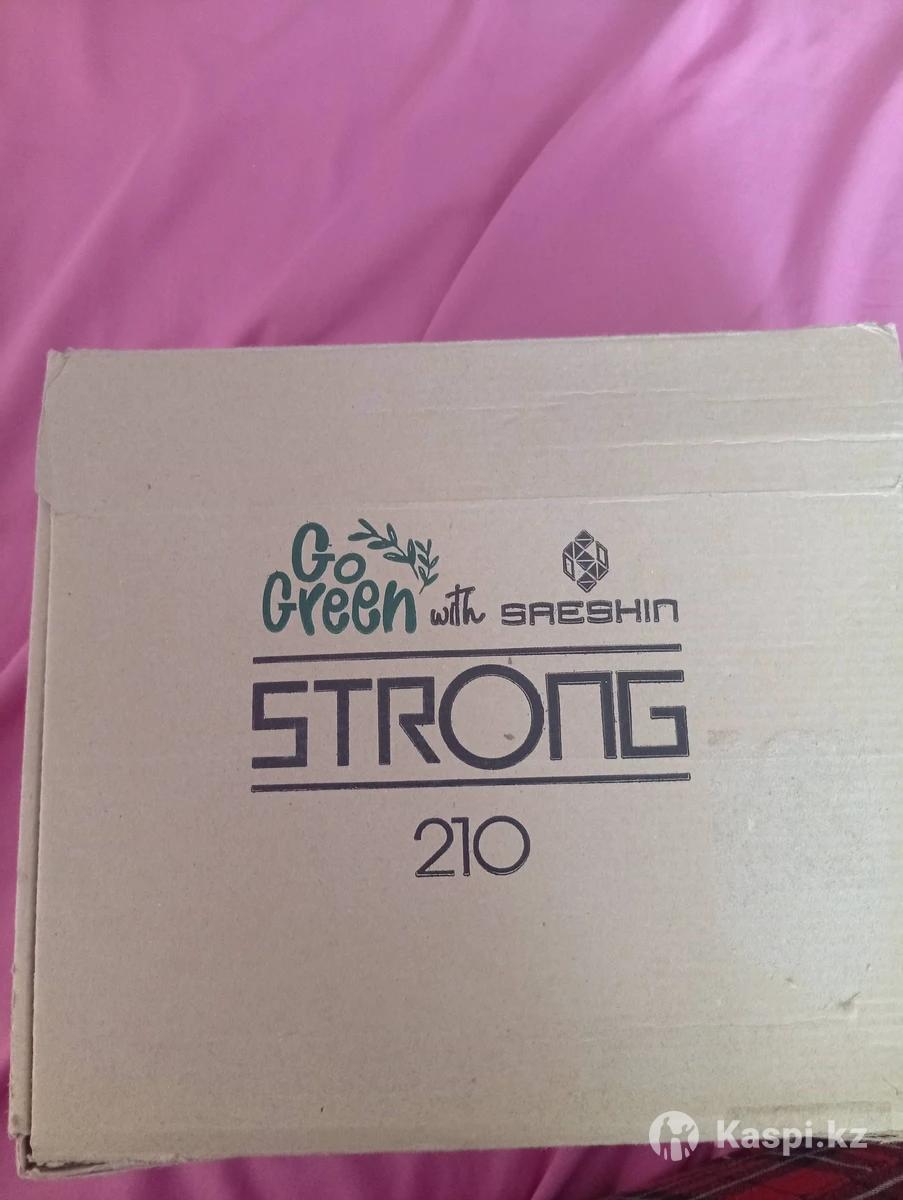 Go
Green with SAESHIN
STRONG
210
Kaspi.kz